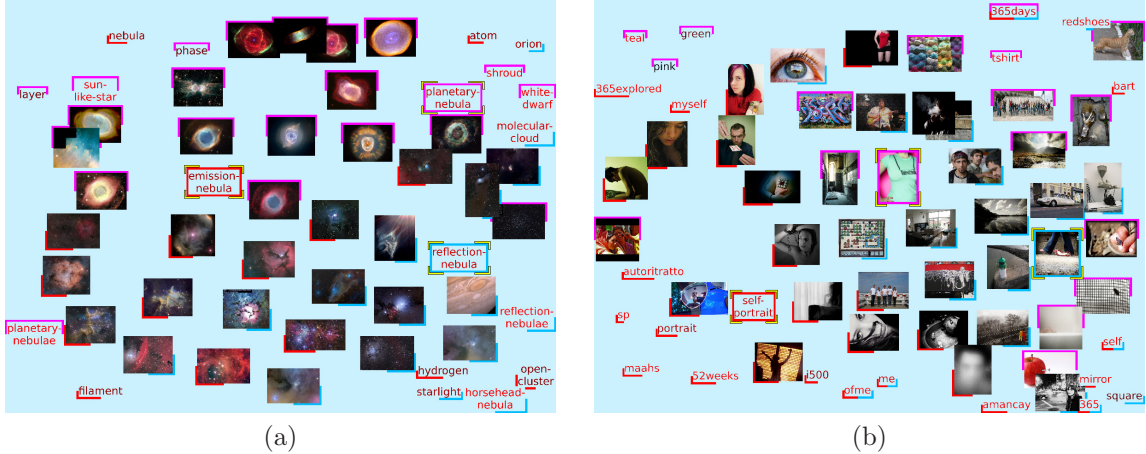 nebula
phase
atom
orion
sun-
like-star
layer
shroud
planetary-
nebula
white-
dwarf
molecular-
cloud
emission-
nebula
reflection-
nebula
planetary-
nebulae
reflection-
nebulae
filament
hydrogen
starlight
open-
cluster
horsehead-
nebula
(a)
365days
redshoes
teal
green
tshirt
pink
365explored
myself
bart
autoritratto
self-
portrait
sp
portrait
self
maahs
52weeks
i500
me
ofme
mirror
square
amancay
365
(b)